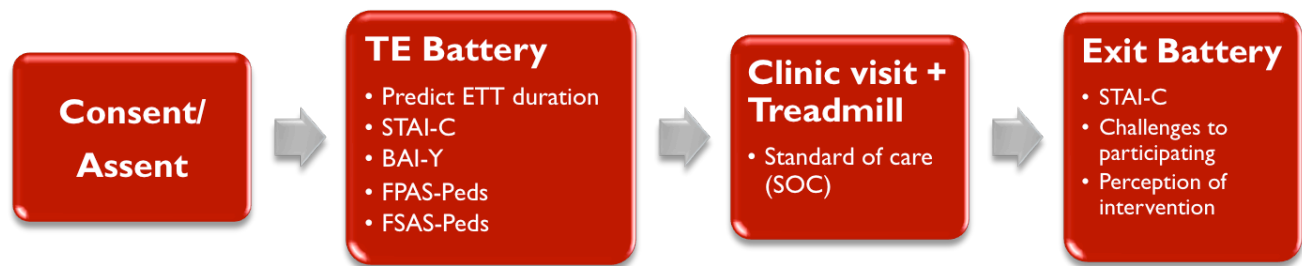 Consent/
Assent
TE Battery
• Predict ETT duration
• STAI-C
• BAI-Y
• FPAS-Peds
• FSAS-Peds
Clinic visit +
Treadmill
• Standard of care
(SOC)
Exit Battery
• STAI-C
• Challenges to
participating
• Perception of
intervention